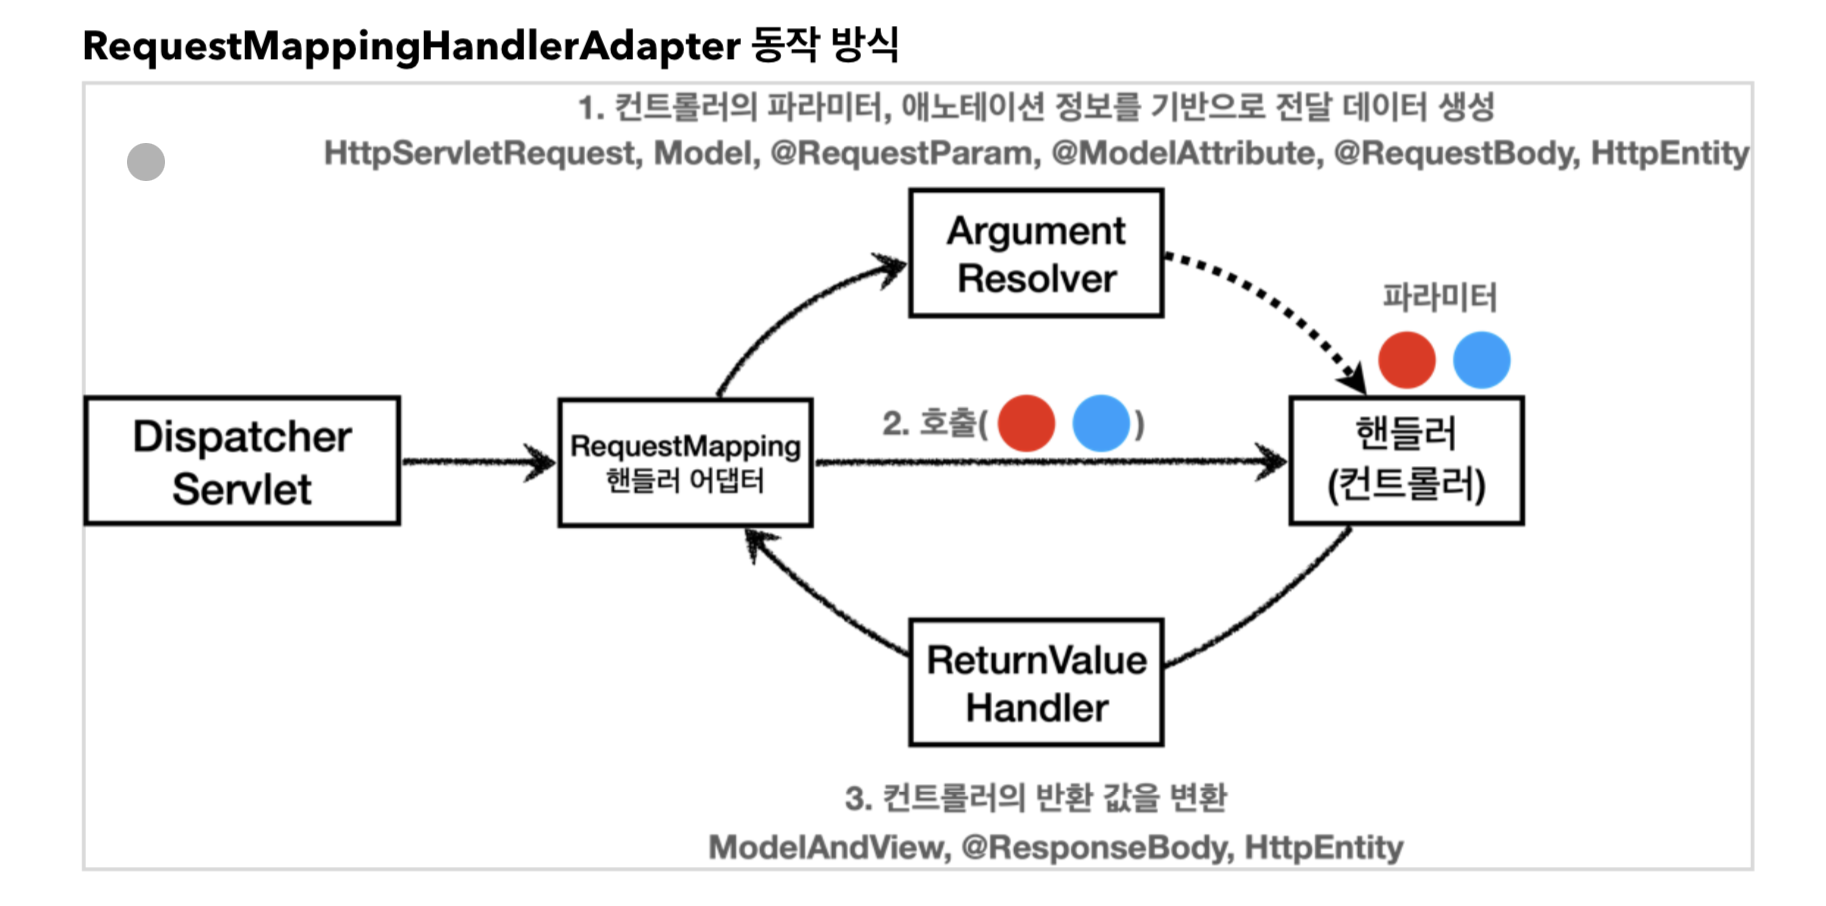 RequestMappingHandlerAdapter 동작 방식
1. 컨트롤러의 파라미터, 애노테이션 정보를 기반으로 전달 데이터 생성
HttpServletRequest, Model, @RequestParam, @ModelAttribute, @RequestBody, HttpEntity
Argument
Resolver
파라미터
Dispatcher
Servlet
RequestMapping
핸들러 어댑터
2. 호출( )
핸들러
(컨트롤러)
ReturnValue
Handler
3. 컨트롤러의 반환 값을 변환
ModelAndView, @ResponseBody, HttpEntity